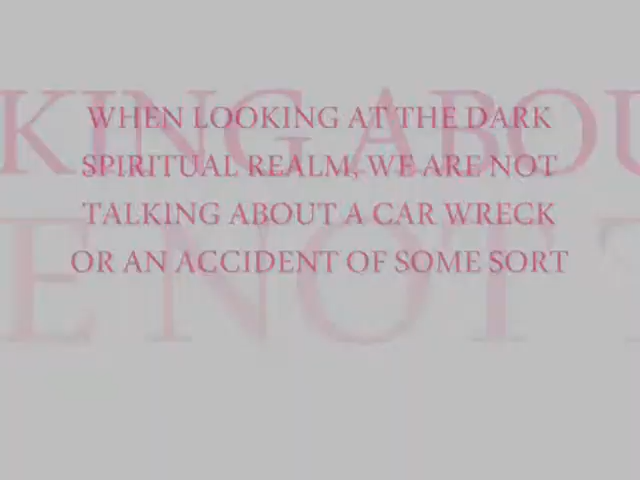 WHEN LOOKING AT THE DARK
SPIRITUAL REALM, WE ARE NOT
TALKING ABOUT A CAR WRECK
OR AN ACCIDENT OF SOME SORT